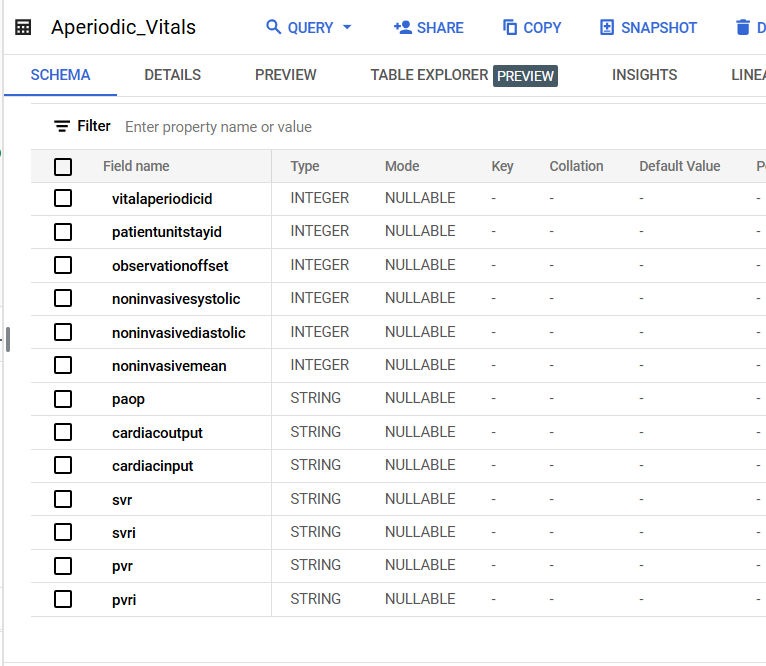 Aperiodic_Vitals QUERY SHARE COPY SNAPSHOT D
SCHEMA DETAILS PREVIEW TABLE EXPLORER PREVIEW INSIGHTS LINEA
Filter Enter property name or value
Field name Type Mode Key Collation Default Value P
vitalaperiodicid INTEGER NULLABLE - - - -
patientunitstayid INTEGER NULLABLE - - - -
observationoffset INTEGER NULLABLE - - - -
noninvasivesystolic INTEGER NULLABLE - - - -
noninvasivediastolic INTEGER NULLABLE - - - -
noninvasivemean INTEGER NULLABLE - - - -
paop STRING NULLABLE - - - -
cardiacoutput STRING NULLABLE - - - -
cardiacinput STRING NULLABLE - - - -
svr STRING NULLABLE - - - -
svri STRING NULLABLE - - - -
pvr STRING NULLABLE - - - -
pvri STRING NULLABLE - - - -